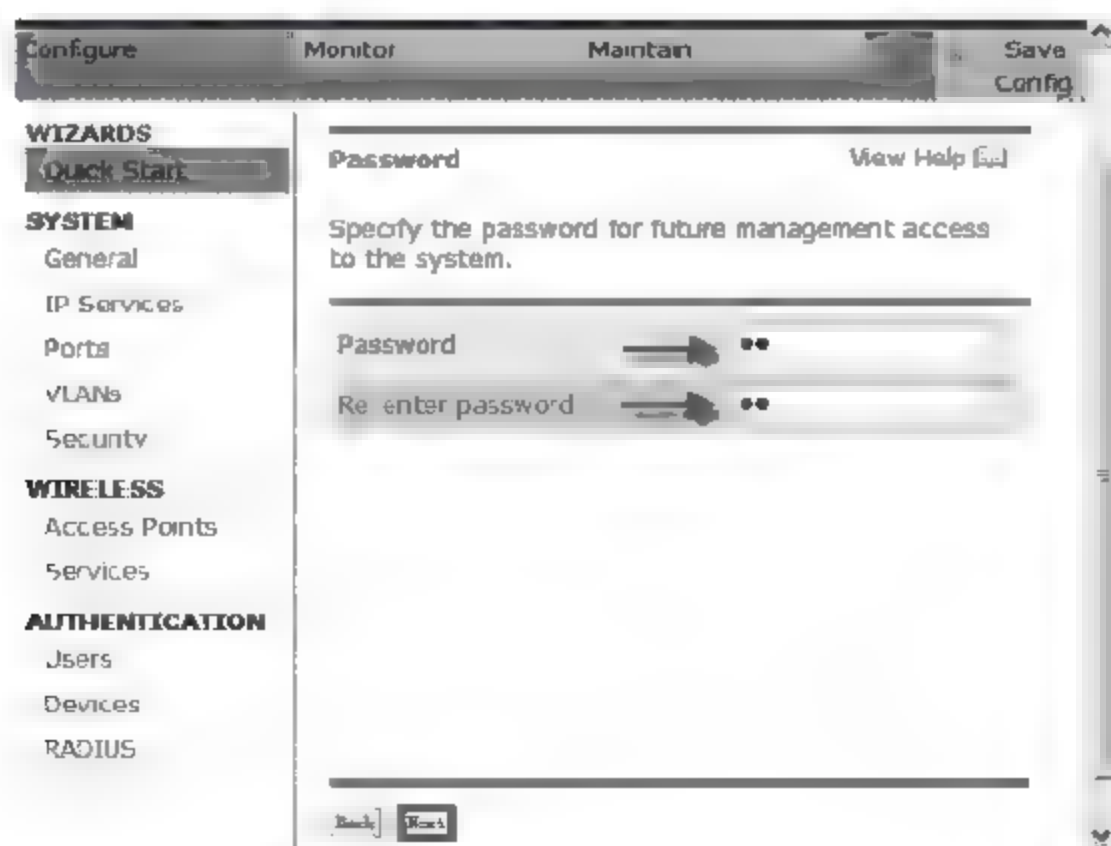 Configure Monitor Maintain Save
Config
WIZARDS
Quick Start
SYSTEM
General
IP Services
Ports
VLANs
Security
WIRELESS
Access Points
Services
AUTHENTICATION
Users
Devices
RADIUS
Password View Help
Specify the password for future management access
to the system.
Password ••
Re-enter password ••
Back Next